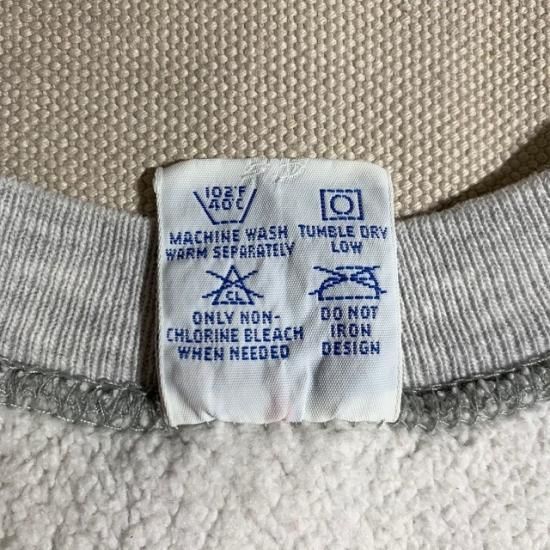 102°F
40°C
MACHINE WASH
WARM SEPARATELY
TUMBLE DRY
LOW
CL
ONLY NON-
CHLORINE BLEACH
WHEN NEEDED
DO NOT
IRON
DESIGN